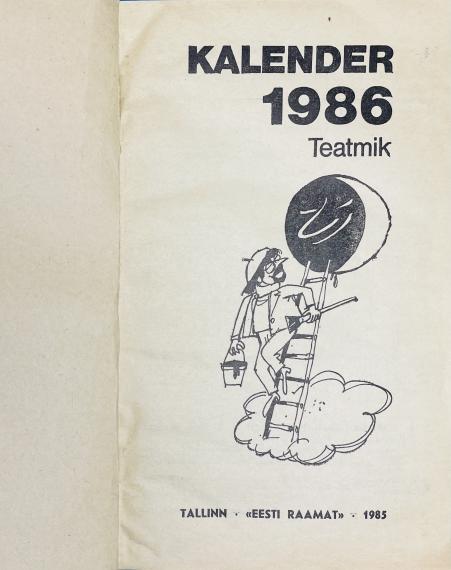 KALENDER
1986
Teatmik
TALLINN · «EESTI RAAMAT» · 1985